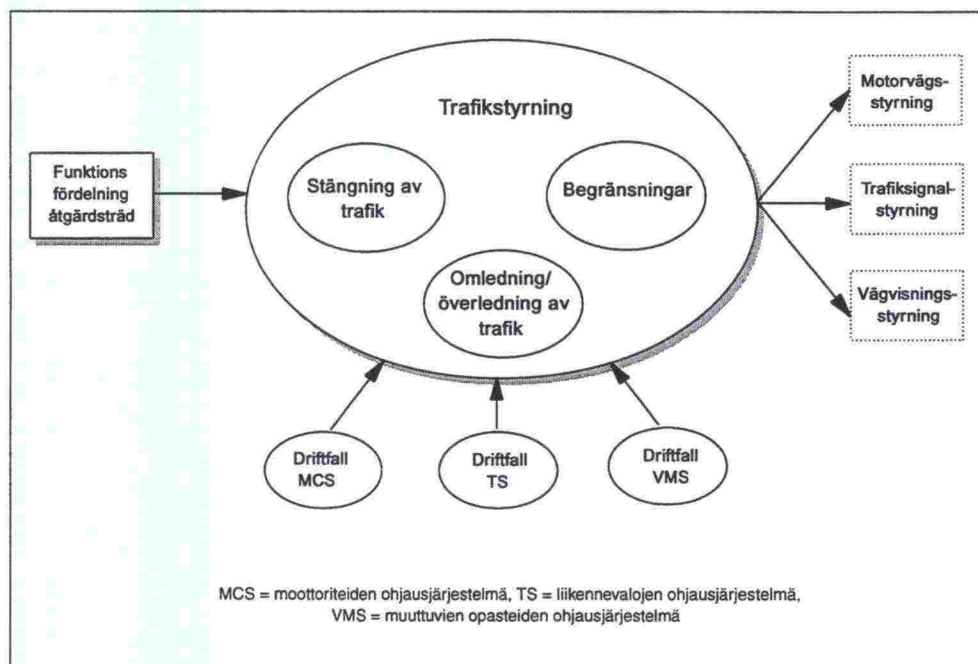 Trafikstyrning
Funktions
fördelning
åtgärdsträd
Stängning av
trafik
Begränsningar
Omledning/
överledning av
trafik
Motorvägs-
styrning
Trafiksignal-
styrning
Vägvisnings-
styrning
Driftfall
MCS
Driftfall
TS
Driftfall
VMS
MCS = moottoriteiden ohjausjärjestelmä, TS = liikennevalojen ohjausjärjestelmä,
VMS = muuttuvien opasteiden ohjausjärjestelmä